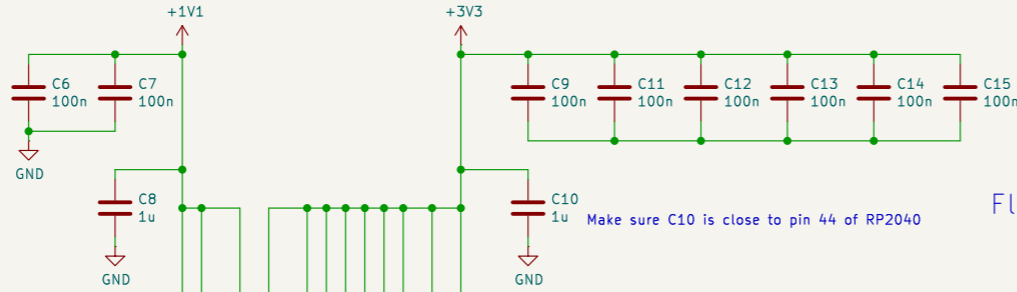 +1V1
+3V3
C6
100n
C7
100n
C9
100n
C11
100n
C12
100n
C13
100n
C14
100n
C15
100n
GND
C8
1u
C10
1u
Make sure C10 is close to pin 44 of RP2040
Fl
GND
GND